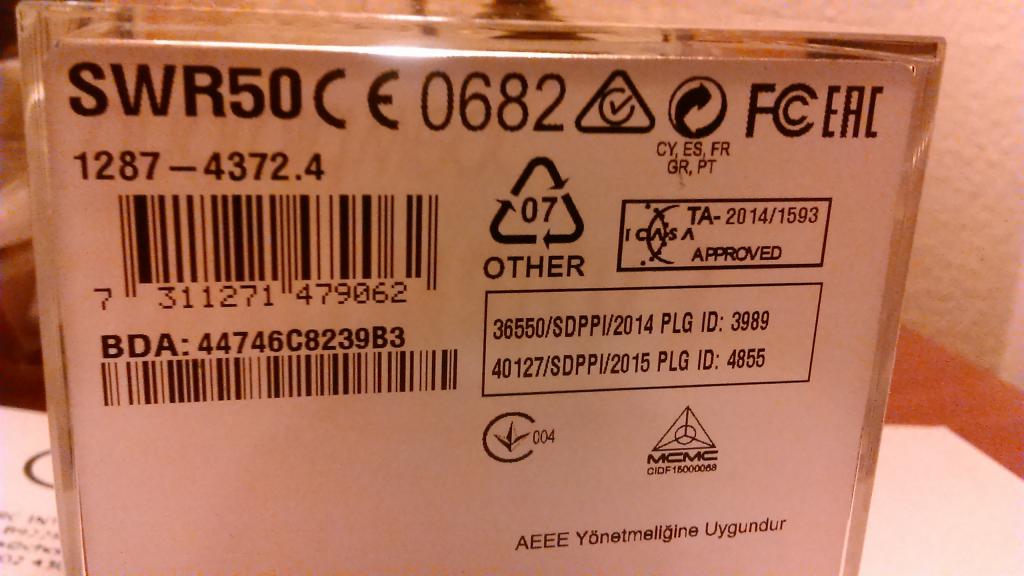 SWR50 CE 0682 FC EAC
CY, ES, FR
GR, PT
1287-4372.4
7 311271 479062
BDA: 44746C8239B3
07
OTHER
ICASA TA- 2014/1593
APPROVED
36550/SDPPI/2014 PLG ID: 3989
40127/SDPPI/2015 PLG ID: 4855
004
MCMC
CIDF15000068
AEEE Yönetmeliğine Uygundur